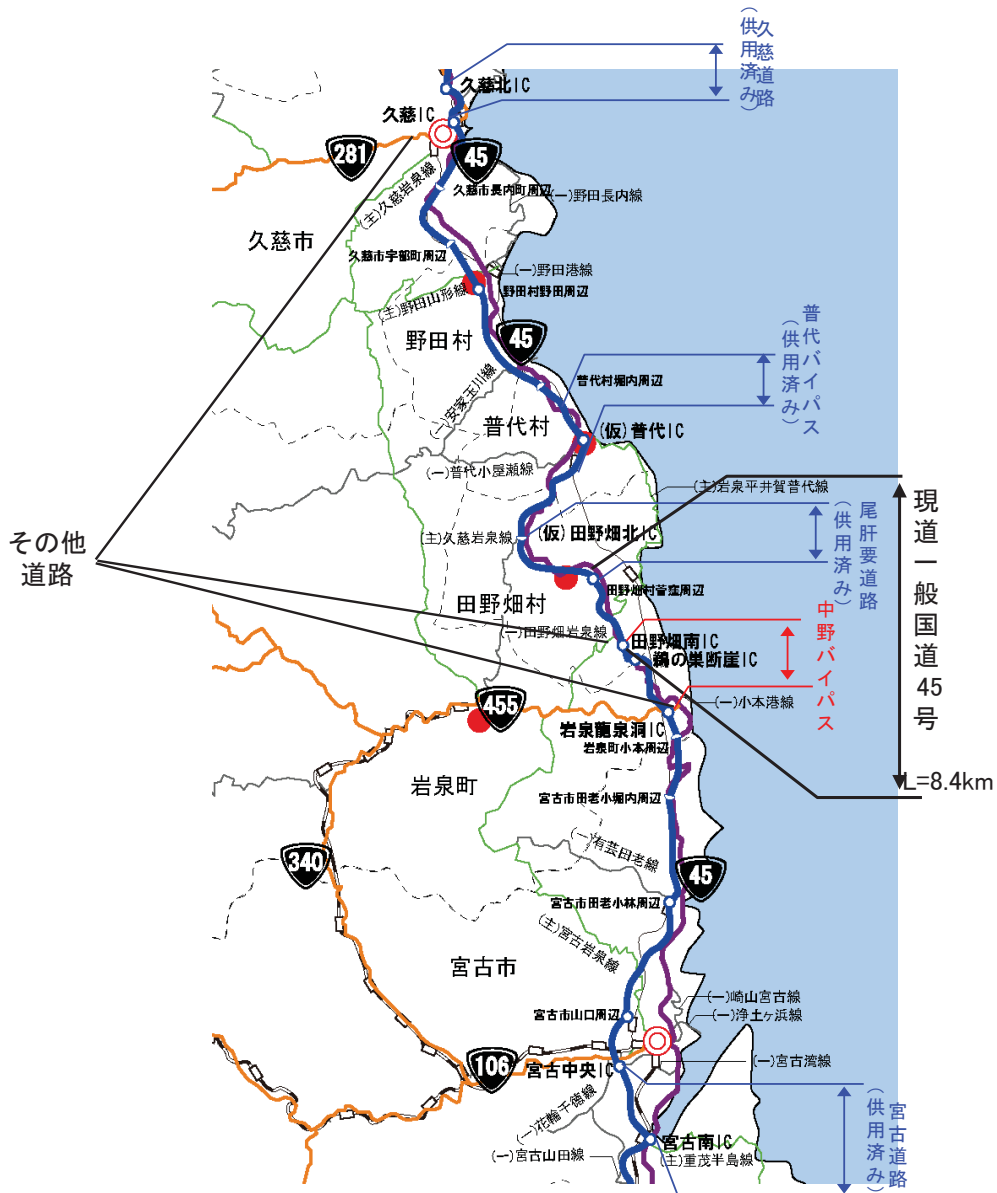 久慈道路
(供用済み)
久慈北IC
久慈IC
281
45
(主)久慈岩泉線
久慈市長内町周辺
(一)野田長内線
久慈市
久慈市宇部町周辺
(一)野田港線
(主)野田山形線
野田村野田周辺
野田村
45
普代バイパス
(供用済み)
普代村堀内周辺
(一)安家玉川線
普代村
(仮)普代IC
(一)普代小屋瀬線
(主)岩泉平井賀普代線
その他
道路
(主)久慈岩泉線
(仮)田野畑北IC
尾肝要道路
(供用済み)
現道一般国道45号
L=8.4km
田野畑村菅窪周辺
田野畑村
(一)田野畑岩泉線
田野畑南IC
鵜の巣断崖IC
中野バイパス
455
(一)小本港線
岩泉龍泉洞IC
岩泉町小本周辺
岩泉町
宮古市田老小堀内周辺
340
(一)有芸田老線
45
宮古市田老小林周辺
(主)宮古岩泉線
宮古市
(一)崎山宮古線
宮古市山口周辺
(一)浄土ヶ浜線
106
宮古中央IC
(一)宮古湾線
(一)花輪千徳線
宮古道路
(供用済み)
宮古南IC
(一)宮古山田線
(主)重茂半島線